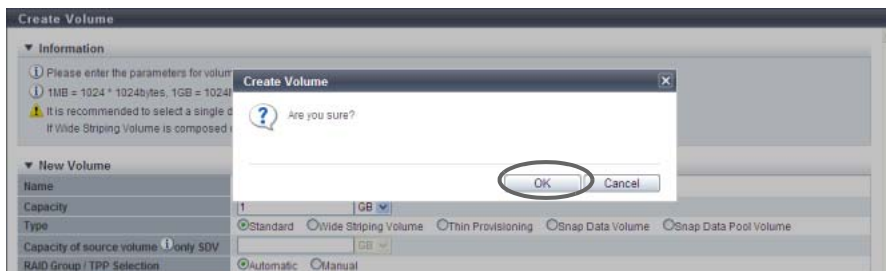 Create Volume
Information
Please enter the parameters for volum
1MB = 1024 * 1024bytes, 1GB = 1024
It is recommended to select a single d
If Wide Striping Volume is composed
Create Volume
Are you sure?
OK Cancel
New Volume
Name
Capacity 1 GB
Type Standard Wide Striping Volume Thin Provisioning Snap Data Volume Snap Data Pool Volume
Capacity of source volume only SDV GB
RAID Group / TPP Selection Automatic Manual